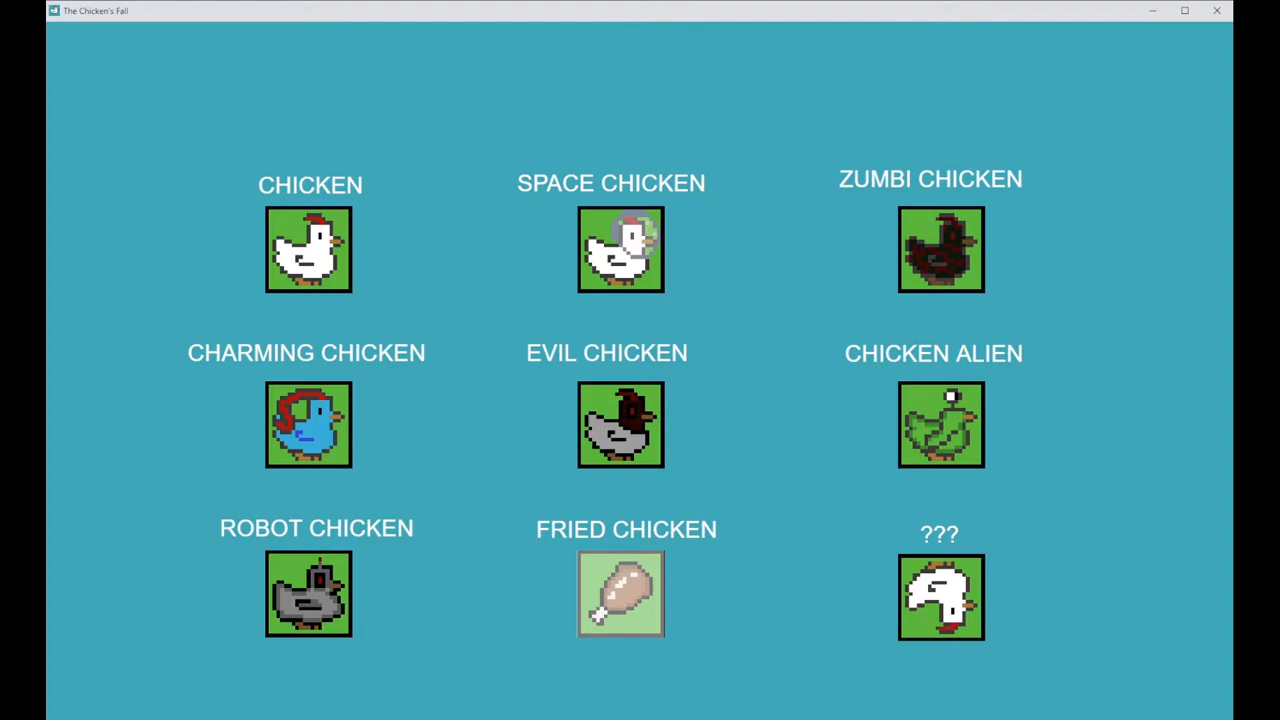 The Chicken's Fall
CHICKEN
SPACE CHICKEN
ZUMBI CHICKEN
CHARMING CHICKEN
EVIL CHICKEN
CHICKEN ALIEN
ROBOT CHICKEN
FRIED CHICKEN
???